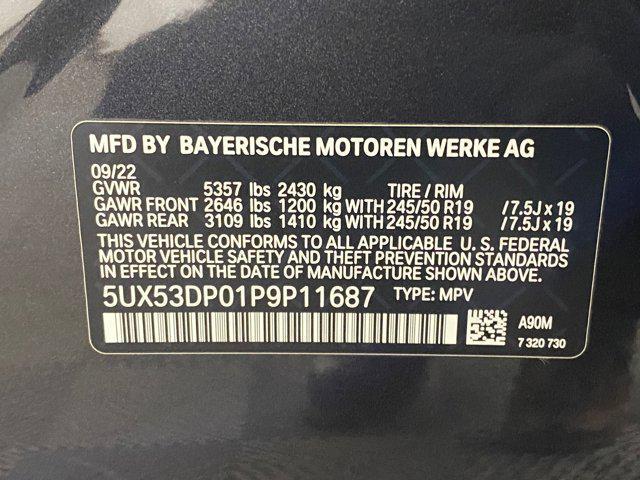 MFD BY BAYERISCHE MOTOREN WERKE AG
09/22
GVWR 5357 lbs 2430 kg TIRE / RIM
GAWR FRONT 2646 lbs 1200 kg WITH 245/50 R19 /7.5J x 19
GAWR REAR 3109 lbs 1410 kg WITH 245/50 R19 /7.5J x 19
THIS VEHICLE CONFORMS TO ALL APPLICABLE U. S. FEDERAL
MOTOR VEHICLE SAFETY AND THEFT PREVENTION STANDARDS
IN EFFECT ON THE DATE OF MANUFACTURE SHOWN ABOVE.
5UX53DP01P9P11687 TYPE: MPV
A90M
7 320 730